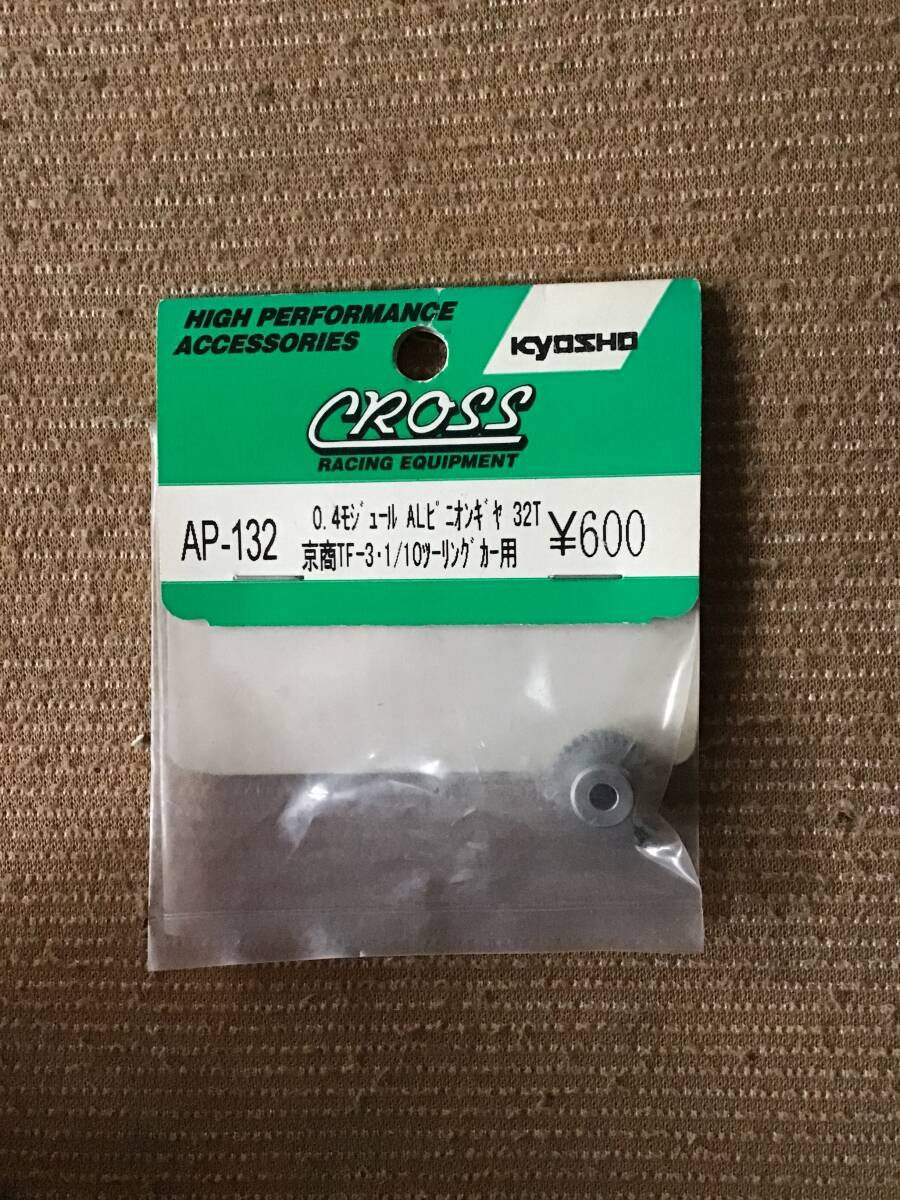 HIGH PERFORMANCE
ACCESSORIES
KYOSHO
CROSS
RACING EQUIPMENT
AP-132
0.4ﾓｼﾞｭｰﾙ ALﾋﾟﾆｵﾝｷﾞﾔ 32T
京商TF-3･1/10ﾂｰﾘﾝｸﾞｶｰ用
¥600